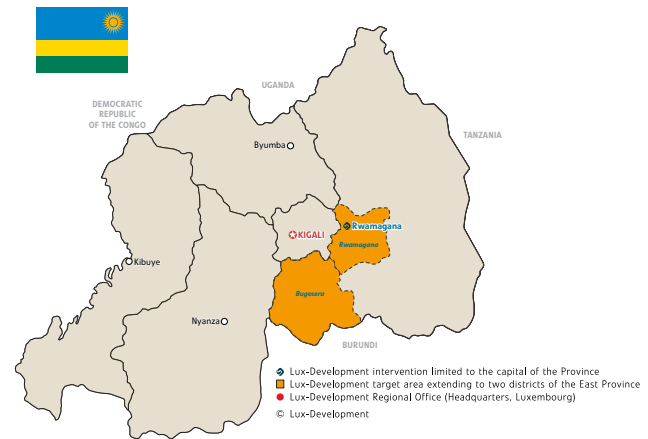 UGANDA
DEMOCRATIC
REPUBLIC
OF THE CONGO
TANZANIA
Byumba
Rwamagana
KIGALI
Rwamagana
Kibuye
Bugesera
Nyanza
BURUNDI
Lux-Development intervention limited to the capital of the Province
Lux-Development target area extending to two districts of the East Province
Lux-Development Regional Office (Headquarters, Luxembourg)
© Lux-Development